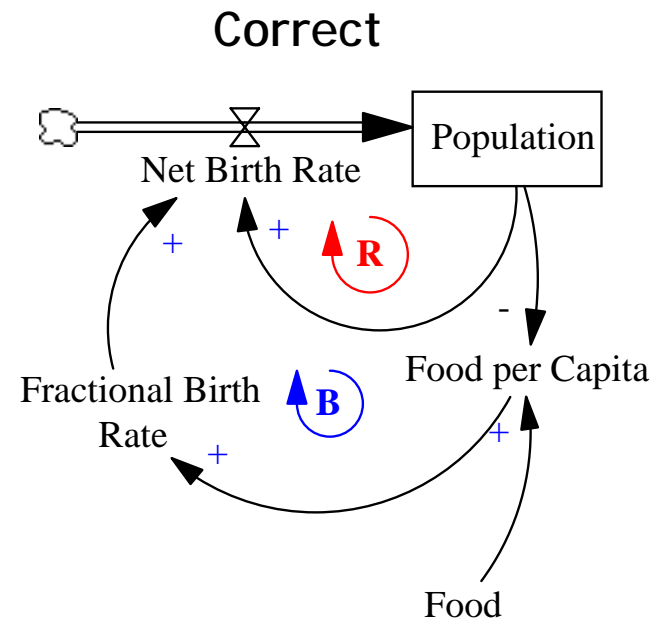 Correct
Population
Net Birth Rate
+
+
R
-
Food per Capita
Fractional Birth
Rate
B
+
+
Food